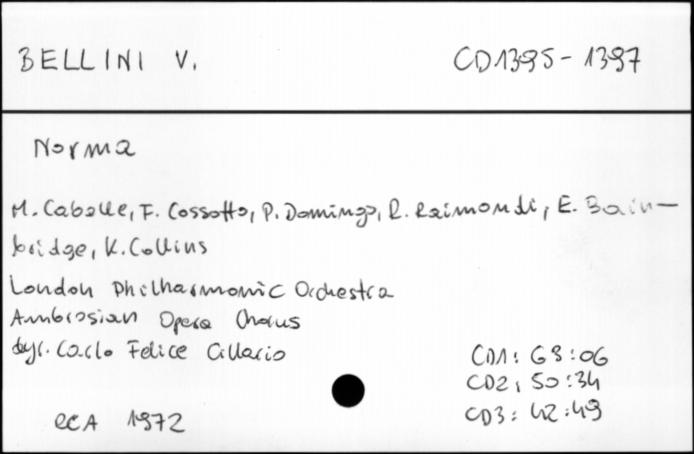 BELLINI V. CD1395-1397
Norma
M. Caballe, F. Cossotto, P. Domingo, R. Raimondi, E. Bain-
bridge, K. Collins
London Philharmonic Orchestra
Ambrosian Opera Chorus
dyr. Carlo Felice Cillario
CD1: 63:06
CD2: 50:34
CD3: 42:49
RCA 1972